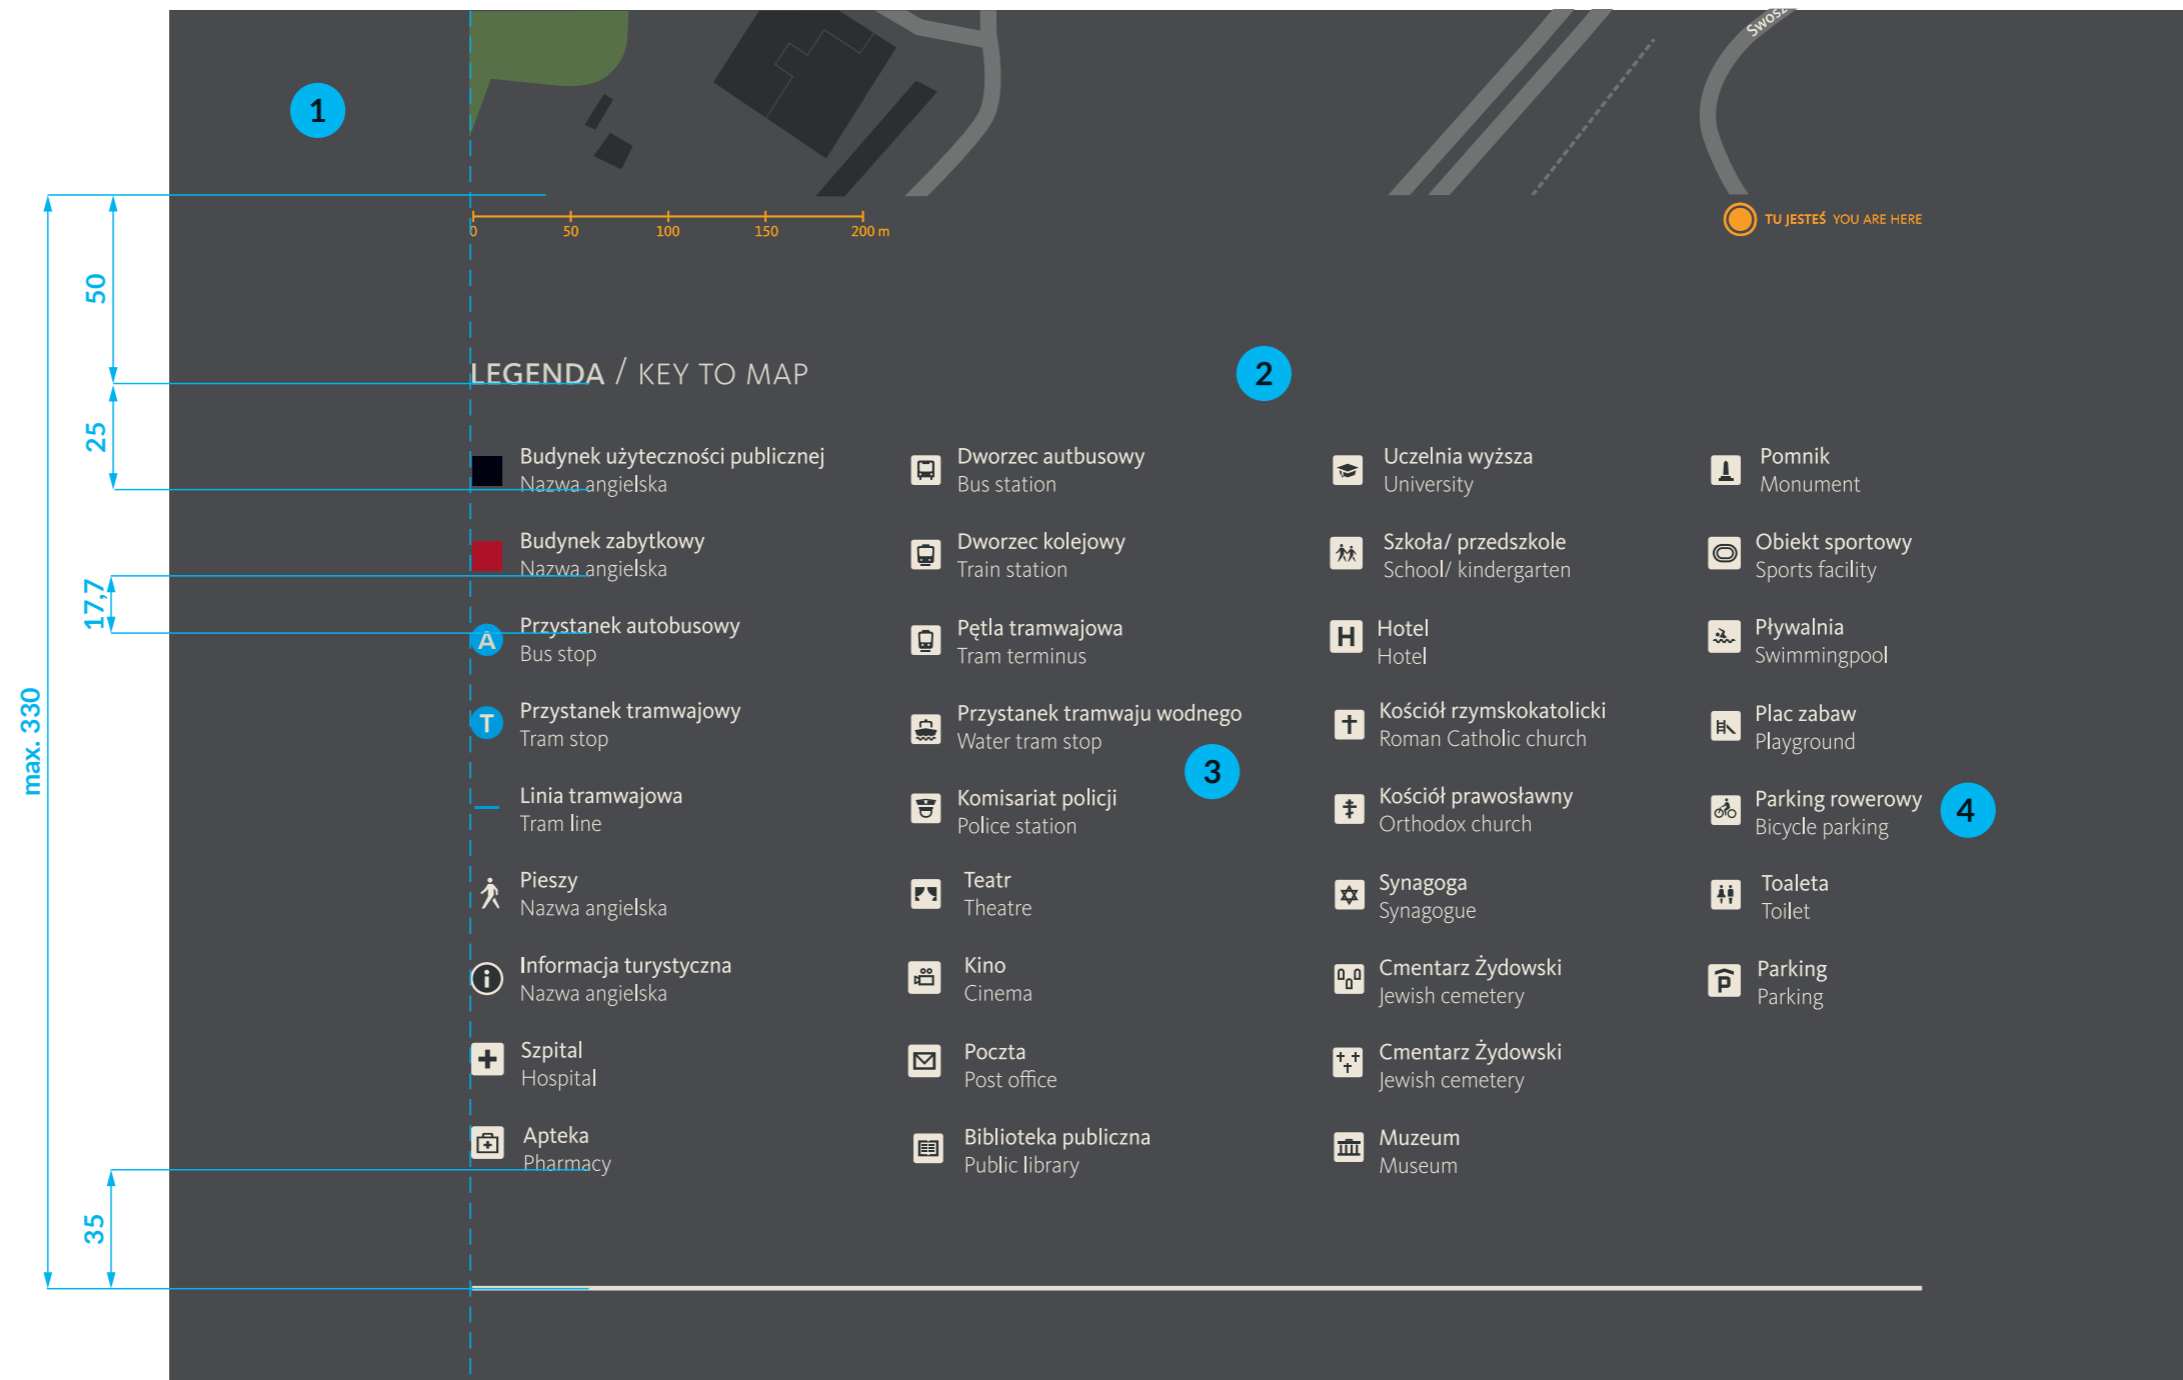 Swosz
1
0
50
100
150
200 m
TU JESTEŚ YOU ARE HERE
50
25
17,7
max. 330
35
LEGENDA / KEY TO MAP
2
Budynek użyteczności publicznej
Nazwa angielska
Budynek zabytkowy
Nazwa angielska
A
Przystanek autobusowy
Bus stop
T
Przystanek tramwajowy
Tram stop
Linia tramwajowa
Tram line
Pieszy
Nazwa angielska
i
Informacja turystyczna
Nazwa angielska
Szpital
Hospital
Apteka
Pharmacy
Dworzec autbusowy
Bus station
Dworzec kolejowy
Train station
Pętla tramwajowa
Tram terminus
Przystanek tramwaju wodnego
Water tram stop
3
Komisariat policji
Police station
Teatr
Theatre
Kino
Cinema
Poczta
Post office
Biblioteka publiczna
Public library
Uczelnia wyższa
University
Szkoła/ przedszkole
School/ kindergarten
H
Hotel
Hotel
Kościół rzymskokatolicki
Roman Catholic church
Kościół prawosławny
Orthodox church
Synagoga
Synagogue
Cmentarz Żydowski
Jewish cemetery
Cmentarz Żydowski
Jewish cemetery
Muzeum
Museum
Pomnik
Monument
Obiekt sportowy
Sports facility
Pływalnia
Swimmingpool
Plac zabaw
Playground
Parking rowerowy
Bicycle parking
4
Toaleta
Toilet
P
Parking
Parking